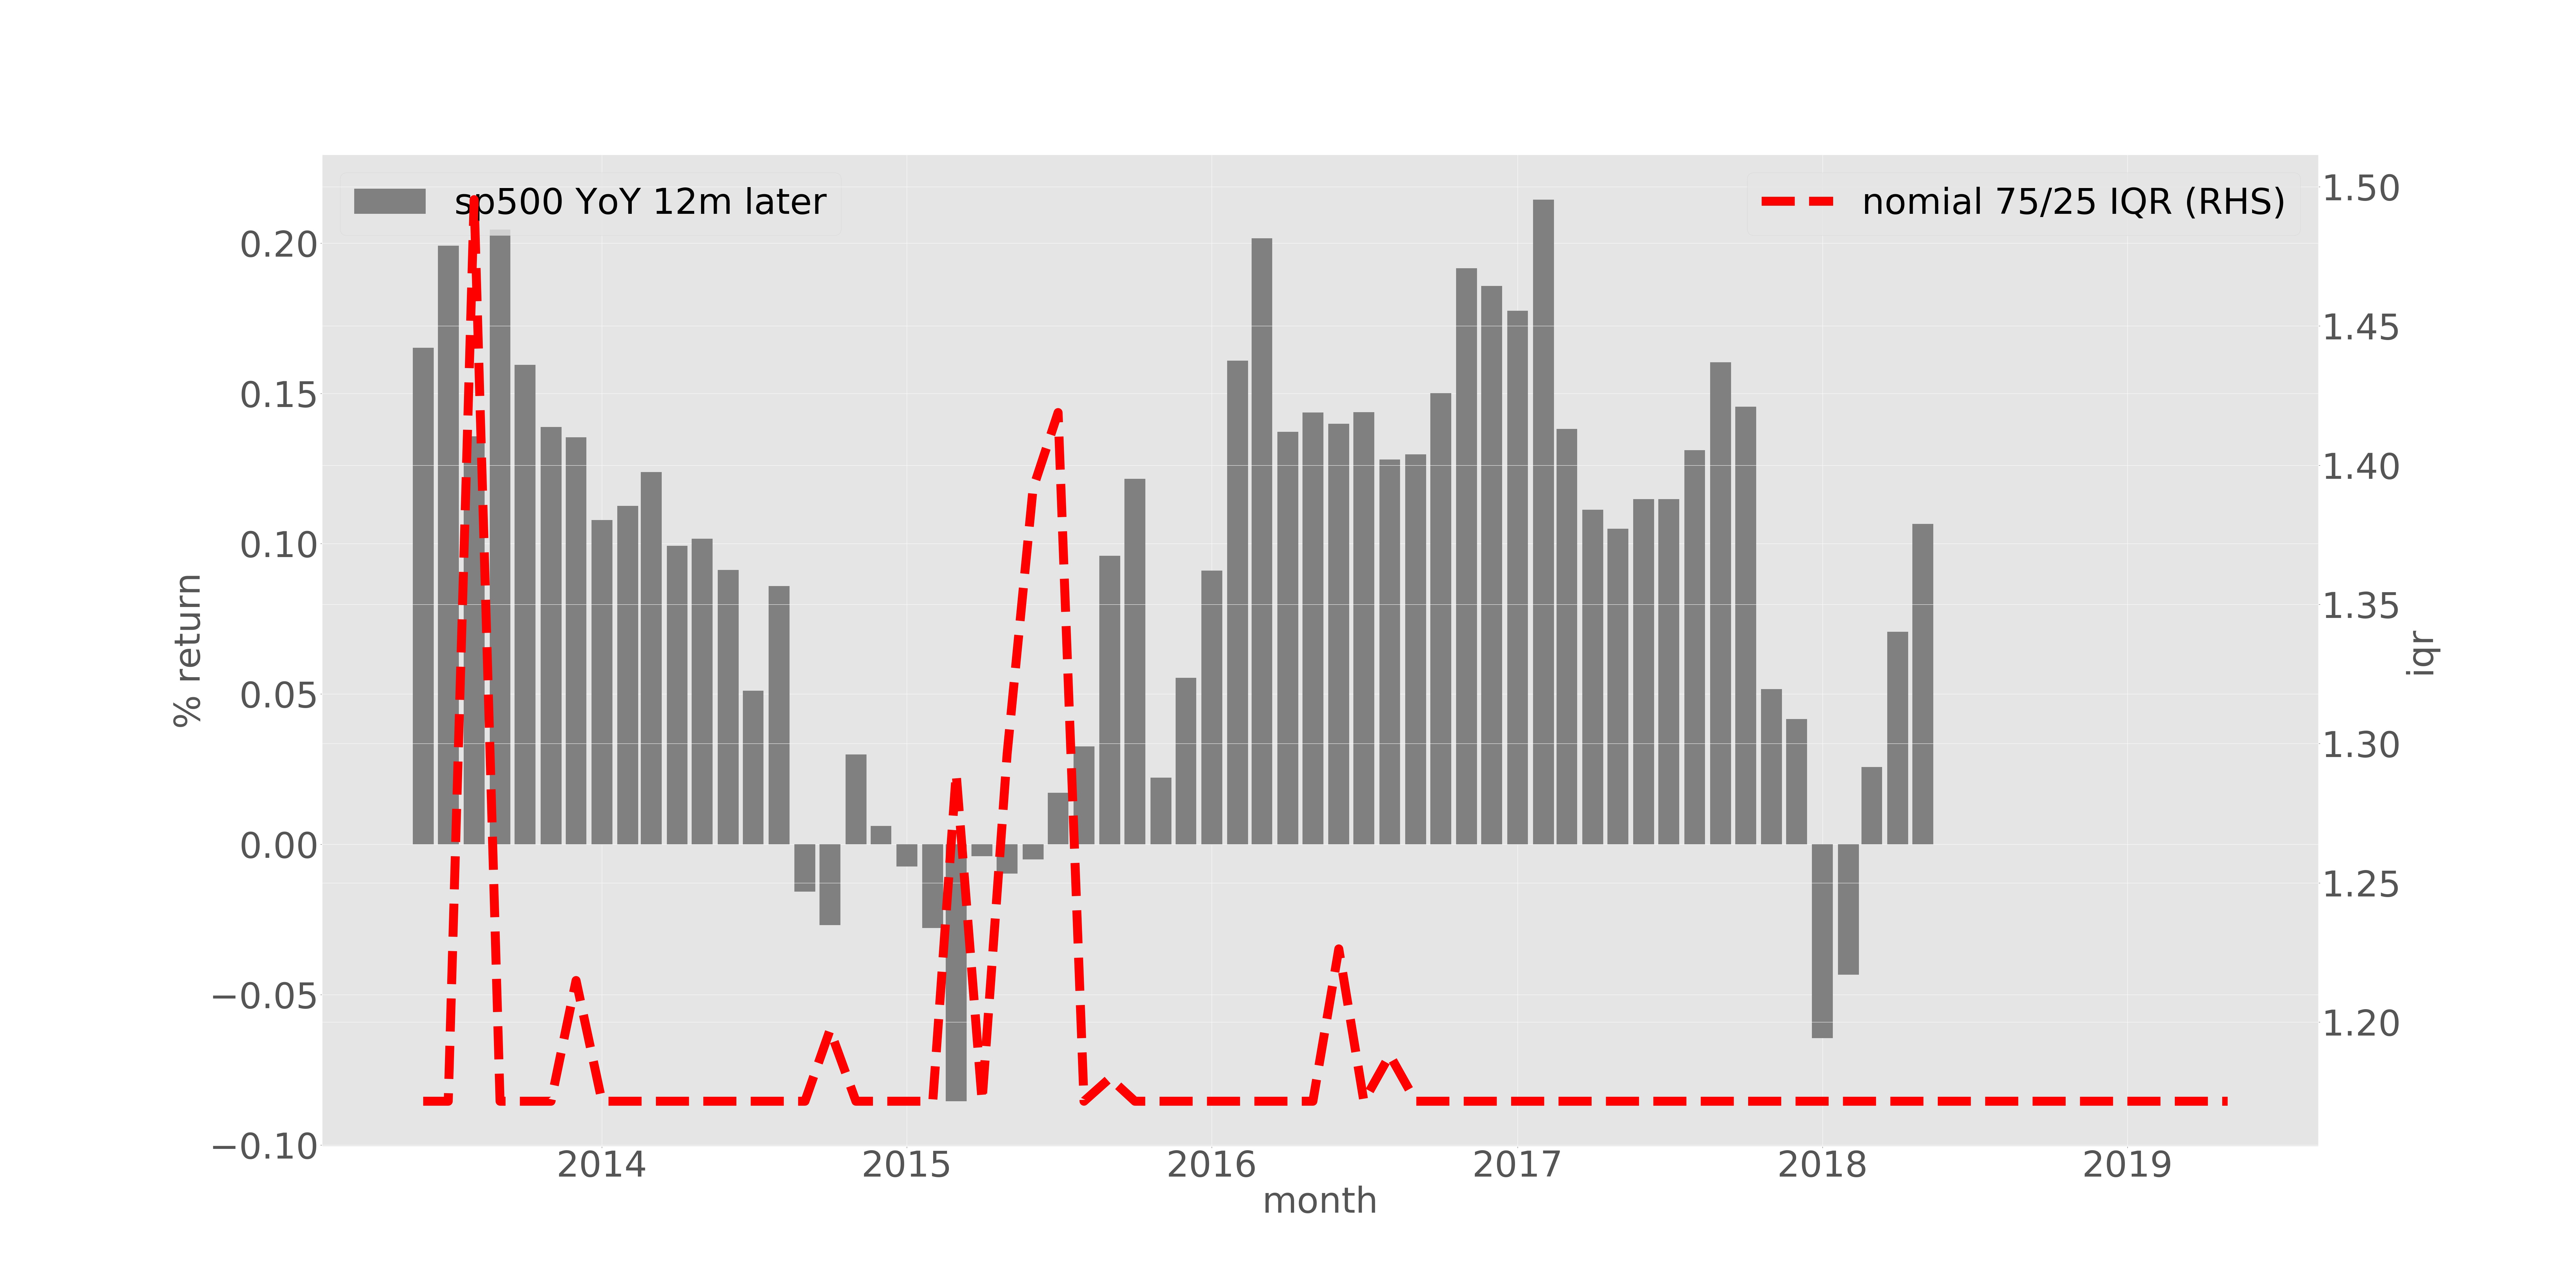 sp500 YoY 12m later
nomial 75/25 IQR (RHS)
0.20
0.15
0.10
0.05
0.00
−0.05
−0.10
% return
1.50
1.45
1.40
1.35
1.30
1.25
1.20
iqr
2014 2015 2016 2017 2018 2019
month